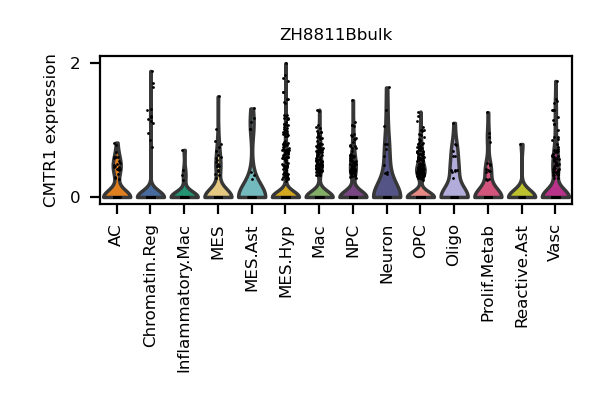 ZH8811Bbulk
CMTR1 expression
2
0
AC
Chromatin.Reg
Inflammatory.Mac
MES
MES.Ast
MES.Hyp
Mac
NPC
Neuron
OPC
Oligo
Prolif.Metab
Reactive.Ast
Vasc